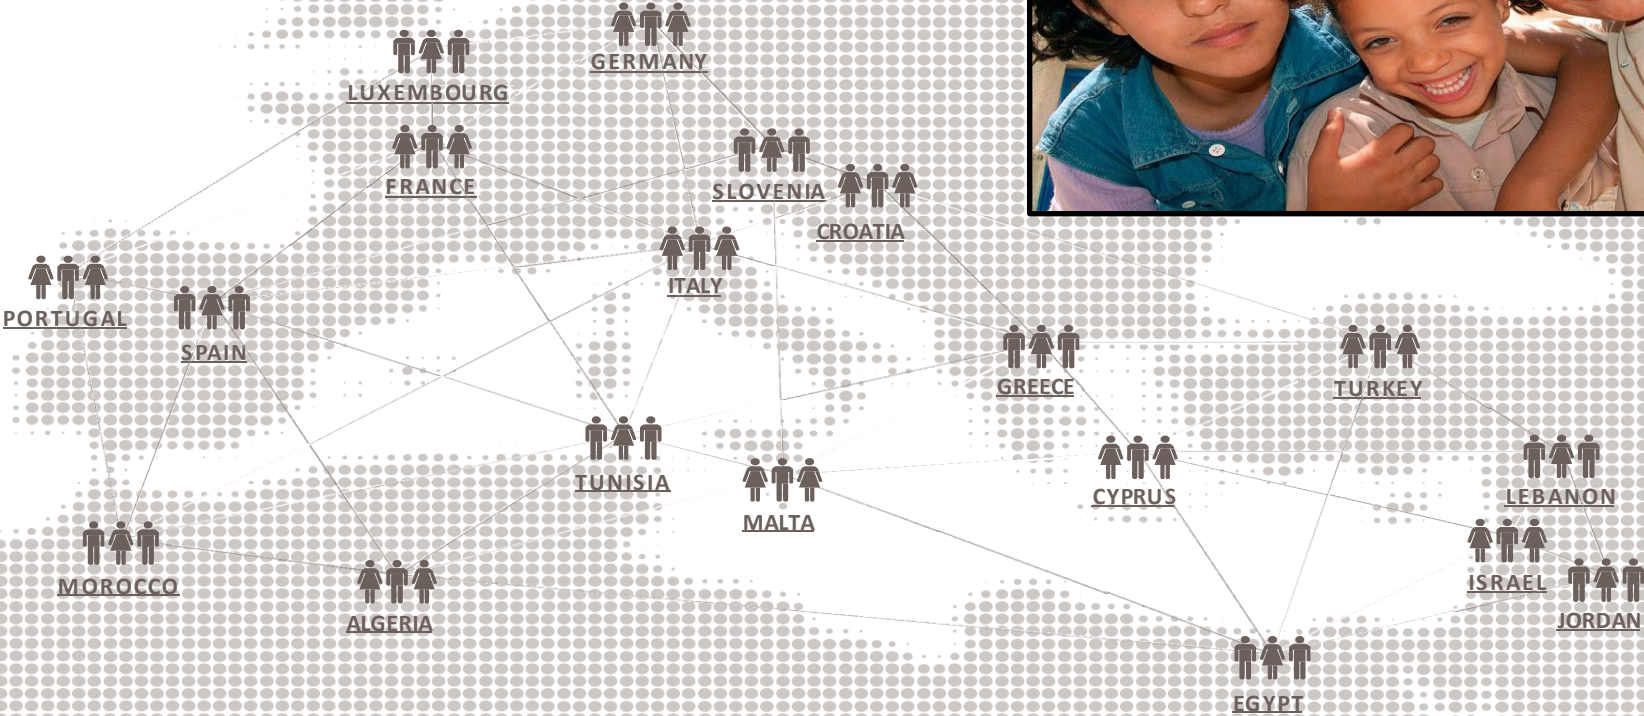 GERMANY
LUXEMBOURG
FRANCE
SLOVENIA
CROATIA
ITALY
PORTUGAL
SPAIN
GREECE
TURKEY
TUNISIA
MALTA
CYPRUS
LEBANON
MOROCCO
ISRAEL
ALGERIA
JORDAN
EGYPT